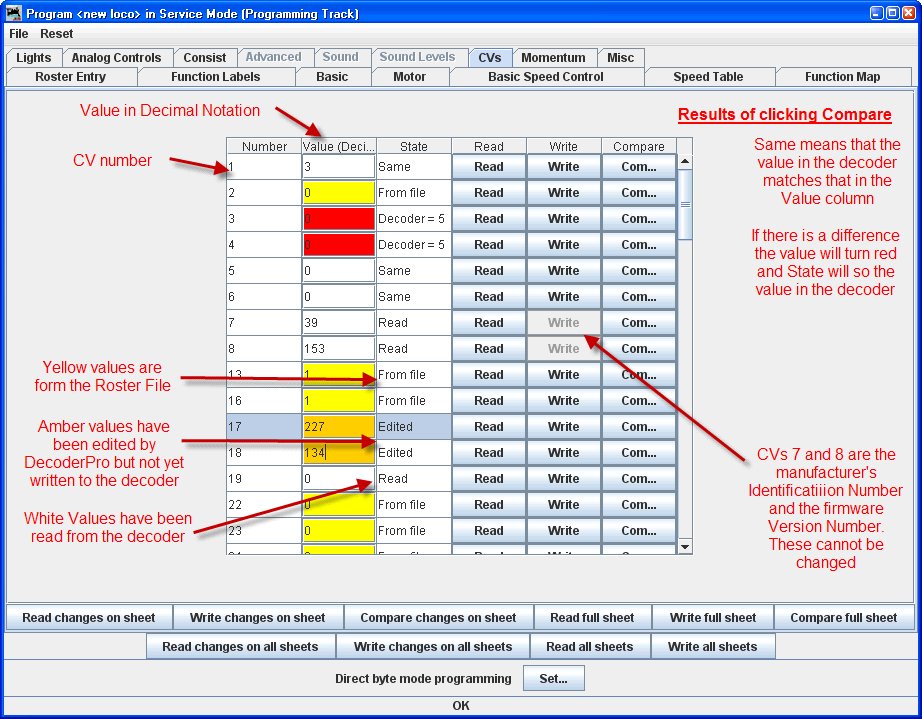 Program <new loco> in Service Mode (Programming Track)
File Reset
Lights Analog Controls Consist Advanced Sound Sound Levels CVs Momentum Misc
Roster Entry Function Labels Basic Motor Basic Speed Control Speed Table Function Map
Value in Decimal Notation
Results of clicking Compare
CV number
Same means that the
value in the decoder
matches that in the
Value column
If there is a difference
the value will turn red
and State will so the
value in the decoder
Number Value (Deci... State Read Write Compare
1 3 Same Read Write Com...
2 0 From file Read Write Com...
3 0 Decoder = 5 Read Write Com...
4 0 Decoder = 5 Read Write Com...
5 0 Same Read Write Com...
6 0 Same Read Write Com...
7 39 Read Read Write Com...
8 153 Read Read Write Com...
13 1 From file Read Write Com...
16 1 From file Read Write Com...
17 227 Edited Read Write Com...
18 134 Edited Read Write Com...
19 0 Read Read Write Com...
22 0 From file Read Write Com...
23 0 From file Read Write Com...
Yellow values are
form the Roster File
Amber values have
been edited by
DecoderPro but not yet
written to the decoder
White Values have been
read from the decoder
CVs 7 and 8 are the
manufacturer's
Identificatiiion Number
and the firmware
Version Number.
These cannot be
changed
Read changes on sheet Write changes on sheet Compare changes on sheet Read full sheet Write full sheet Compare full sheet
Read changes on all sheets Write changes on all sheets Read all sheets Write all sheets
Direct byte mode programming Set...
OK